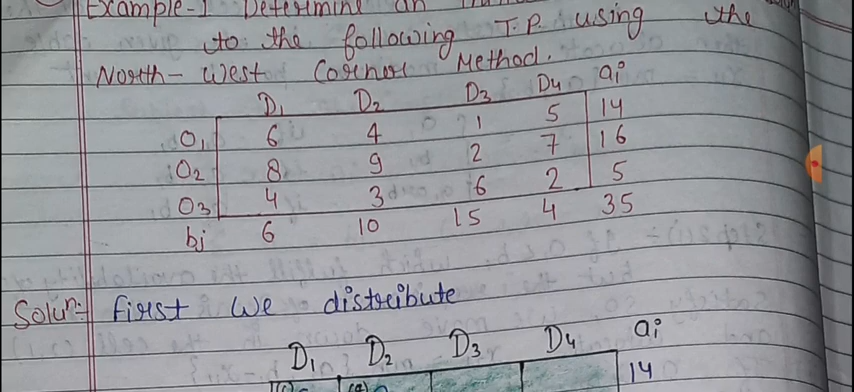 Example-1 Determine an
to the following T.P. using the
North-West Corner Method.
D1 D2 D3 D4 ai
O1 6 4 1 5 14
O2 8 9 2 7 16
O3 4 3 6 2 5
bj 6 10 15 4 35
Soln:- First we distribute
D1 D2 D3 D4 ai
14